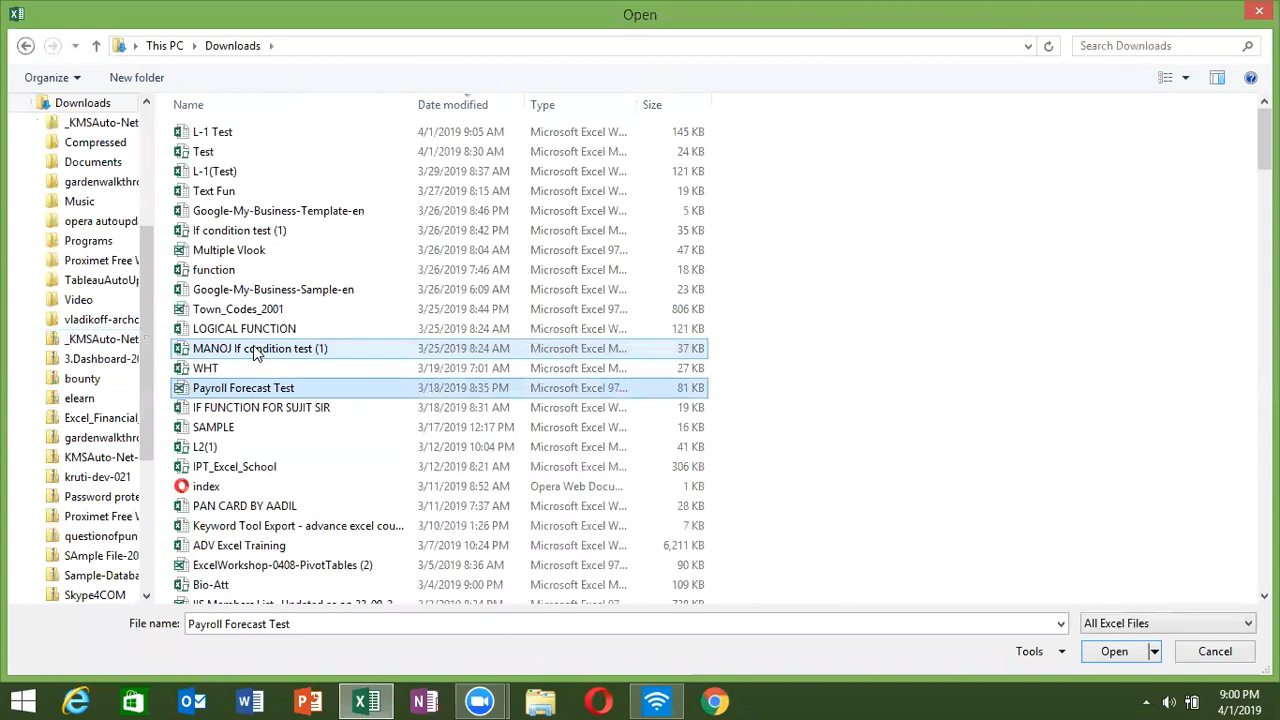 Open
This PC Downloads Search Downloads
Organize New folder
Name Date modified Type Size
Downloads
_KMSAuto-Net
Compressed
Documents
gardenwalkthro
Music
opera autoupd
Programs
Proximet Free W
TableauAutoUp
Video
vladikoff-archo
_KMSAuto-Net
3.Dashboard-2
bounty
elearn
Excel_Financial_
gardenwalkthro
KMSAuto-Net-
kruti-dev-021
Password prote
Proximet Free W
questionofpun
SAmple File-20
Sample-Databa
Skype4COM
L-1 Test 4/1/2019 9:05 AM Microsoft Excel W... 145 KB
Test 4/1/2019 8:30 AM Microsoft Excel M... 24 KB
L-1(Test) 3/29/2019 8:37 AM Microsoft Excel W... 121 KB
Text Fun 3/27/2019 8:15 AM Microsoft Excel W... 19 KB
Google-My-Business-Template-en 3/26/2019 8:46 PM Microsoft Excel W... 5 KB
If condition test (1) 3/26/2019 8:42 PM Microsoft Excel W... 35 KB
Multiple Vlook 3/26/2019 8:04 AM Microsoft Excel 97... 47 KB
function 3/26/2019 7:46 AM Microsoft Excel M... 18 KB
Google-My-Business-Sample-en 3/26/2019 6:09 AM Microsoft Excel W... 23 KB
Town_Codes_2001 3/25/2019 8:44 PM Microsoft Excel 97... 806 KB
LOGICAL FUNCTION 3/25/2019 8:24 AM Microsoft Excel W... 121 KB
MANOJ If condition test (1) 3/25/2019 8:24 AM Microsoft Excel M... 37 KB
WHT 3/19/2019 7:01 AM Microsoft Excel W... 27 KB
Payroll Forecast Test 3/18/2019 8:35 PM Microsoft Excel 97... 81 KB
IF FUNCTION FOR SUJIT SIR 3/18/2019 8:31 AM Microsoft Excel W... 19 KB
SAMPLE 3/17/2019 12:17 PM Microsoft Excel W... 16 KB
L2(1) 3/12/2019 10:04 PM Microsoft Excel M... 41 KB
IPT_Excel_School 3/12/2019 8:21 AM Microsoft Excel M... 306 KB
index 3/11/2019 8:52 AM Opera Web Docu... 1 KB
PAN CARD BY AADIL 3/11/2019 7:37 AM Microsoft Excel W... 28 KB
Keyword Tool Export - advance excel cou... 3/10/2019 1:26 PM Microsoft Excel W... 7 KB
ADV Excel Training 3/7/2019 10:24 PM Microsoft Excel W... 6,211 KB
ExcelWorkshop-0408-PivotTables (2) 3/5/2019 8:36 AM Microsoft Excel 97... 90 KB
Bio-Att 3/4/2019 9:00 PM Microsoft Excel W... 109 KB
File name: Payroll Forecast Test All Excel Files
Tools Open Cancel
9:00 PM
4/1/2019